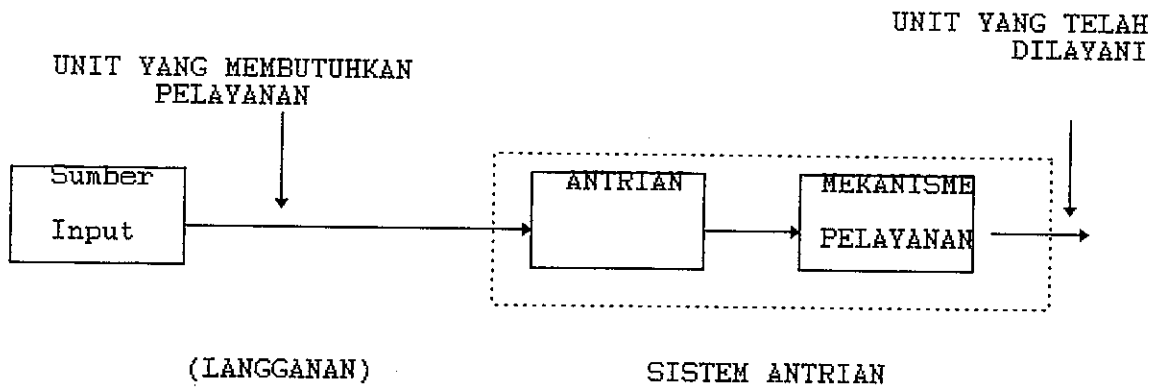 UNIT YANG TELAH
DILAYANI
UNIT YANG MEMBUTUHKAN
PELAYANAN
Sumber
Input
ANTRIAN
MEKANISME
PELAYANAN
(LANGGANAN)
SISTEM ANTRIAN